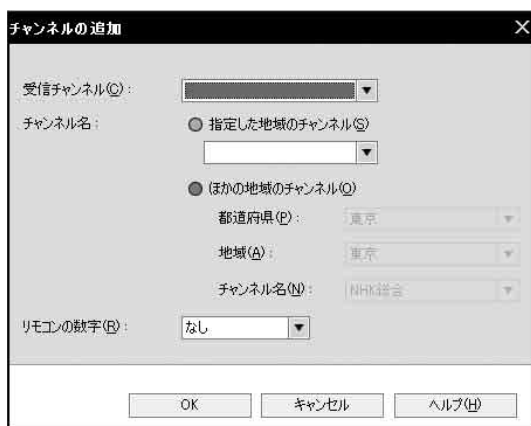 チャンネルの追加
受信チャンネル(C)：
チャンネル名： 指定した地域のチャンネル(S)
ほかの地域のチャンネル(O)
都道府県(P)： 東京
地域(A)： 東京
チャンネル名(N)： NHK総合
リモコンの数字(R)： なし
OK キャンセル ヘルプ(H)